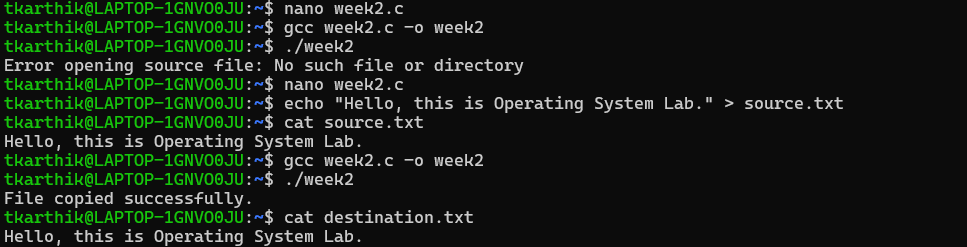 tkarthik@LAPTOP-1GNVO0JU:~$ nano week2.c
tkarthik@LAPTOP-1GNVO0JU:~$ gcc week2.c -o week2
tkarthik@LAPTOP-1GNVO0JU:~$ ./week2
Error opening source file: No such file or directory
tkarthik@LAPTOP-1GNVO0JU:~$ nano week2.c
tkarthik@LAPTOP-1GNVO0JU:~$ echo "Hello, this is Operating System Lab." > source.txt
tkarthik@LAPTOP-1GNVO0JU:~$ cat source.txt
Hello, this is Operating System Lab.
tkarthik@LAPTOP-1GNVO0JU:~$ gcc week2.c -o week2
tkarthik@LAPTOP-1GNVO0JU:~$ ./week2
File copied successfully.
tkarthik@LAPTOP-1GNVO0JU:~$ cat destination.txt
Hello, this is Operating System Lab.